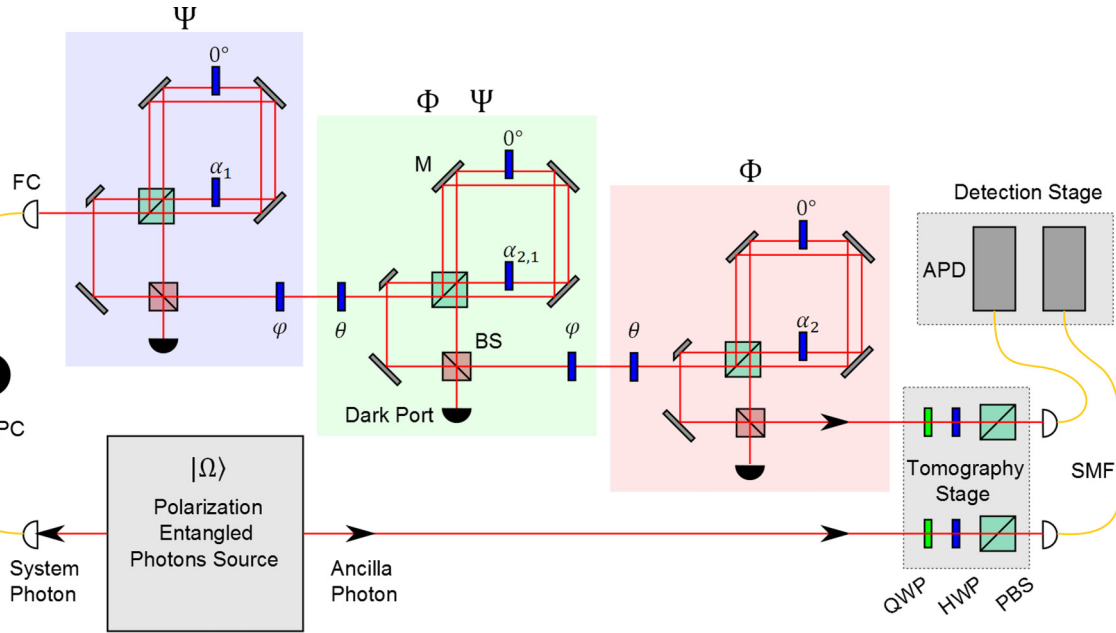 Ψ
0°
α1
FC
φ
Φ Ψ
M
0°
α2,1
θ
BS
φ
Dark Port
Φ
0°
α2
θ
Detection Stage
APD
PC
|Ω⟩
Polarization
Entangled
Photons Source
System
Photon
Ancilla
Photon
Tomography
Stage
SMF
QWP
HWP
PBS